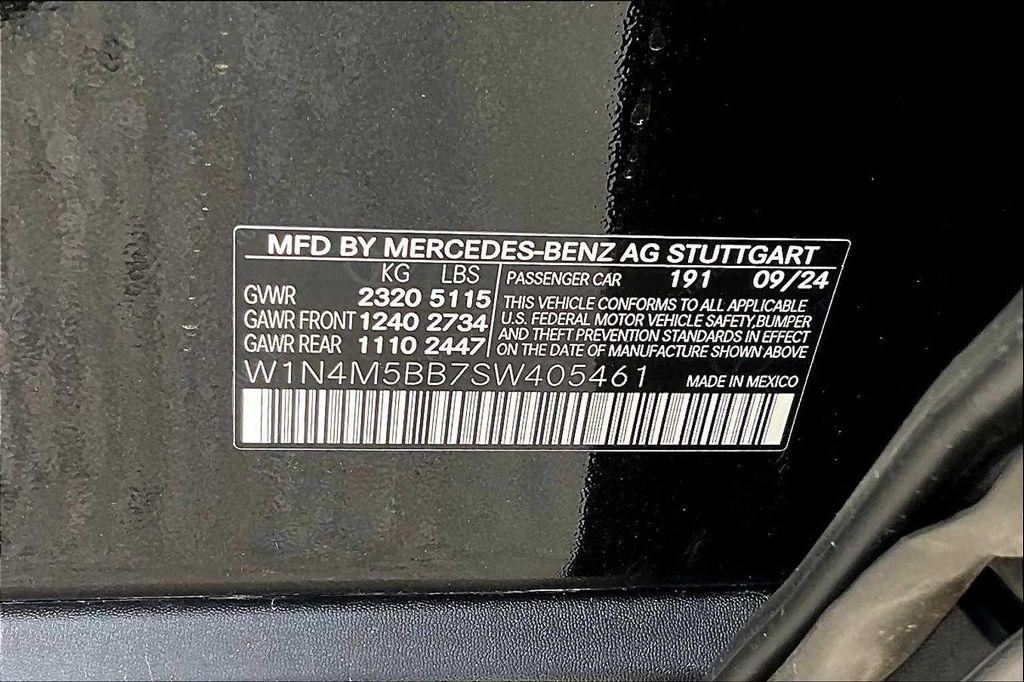 MFD BY MERCEDES-BENZ AG STUTTGART
KG LBS
GVWR 2320 5115
GAWR FRONT 1240 2734
GAWR REAR 1110 2447
PASSENGER CAR 191 09/24
THIS VEHICLE CONFORMS TO ALL APPLICABLE
U.S. FEDERAL MOTOR VEHICLE SAFETY, BUMPER
AND THEFT PREVENTION STANDARDS IN EFFECT
ON THE DATE OF MANUFACTURE SHOWN ABOVE
W1N4M5BB7SW405461 MADE IN MEXICO